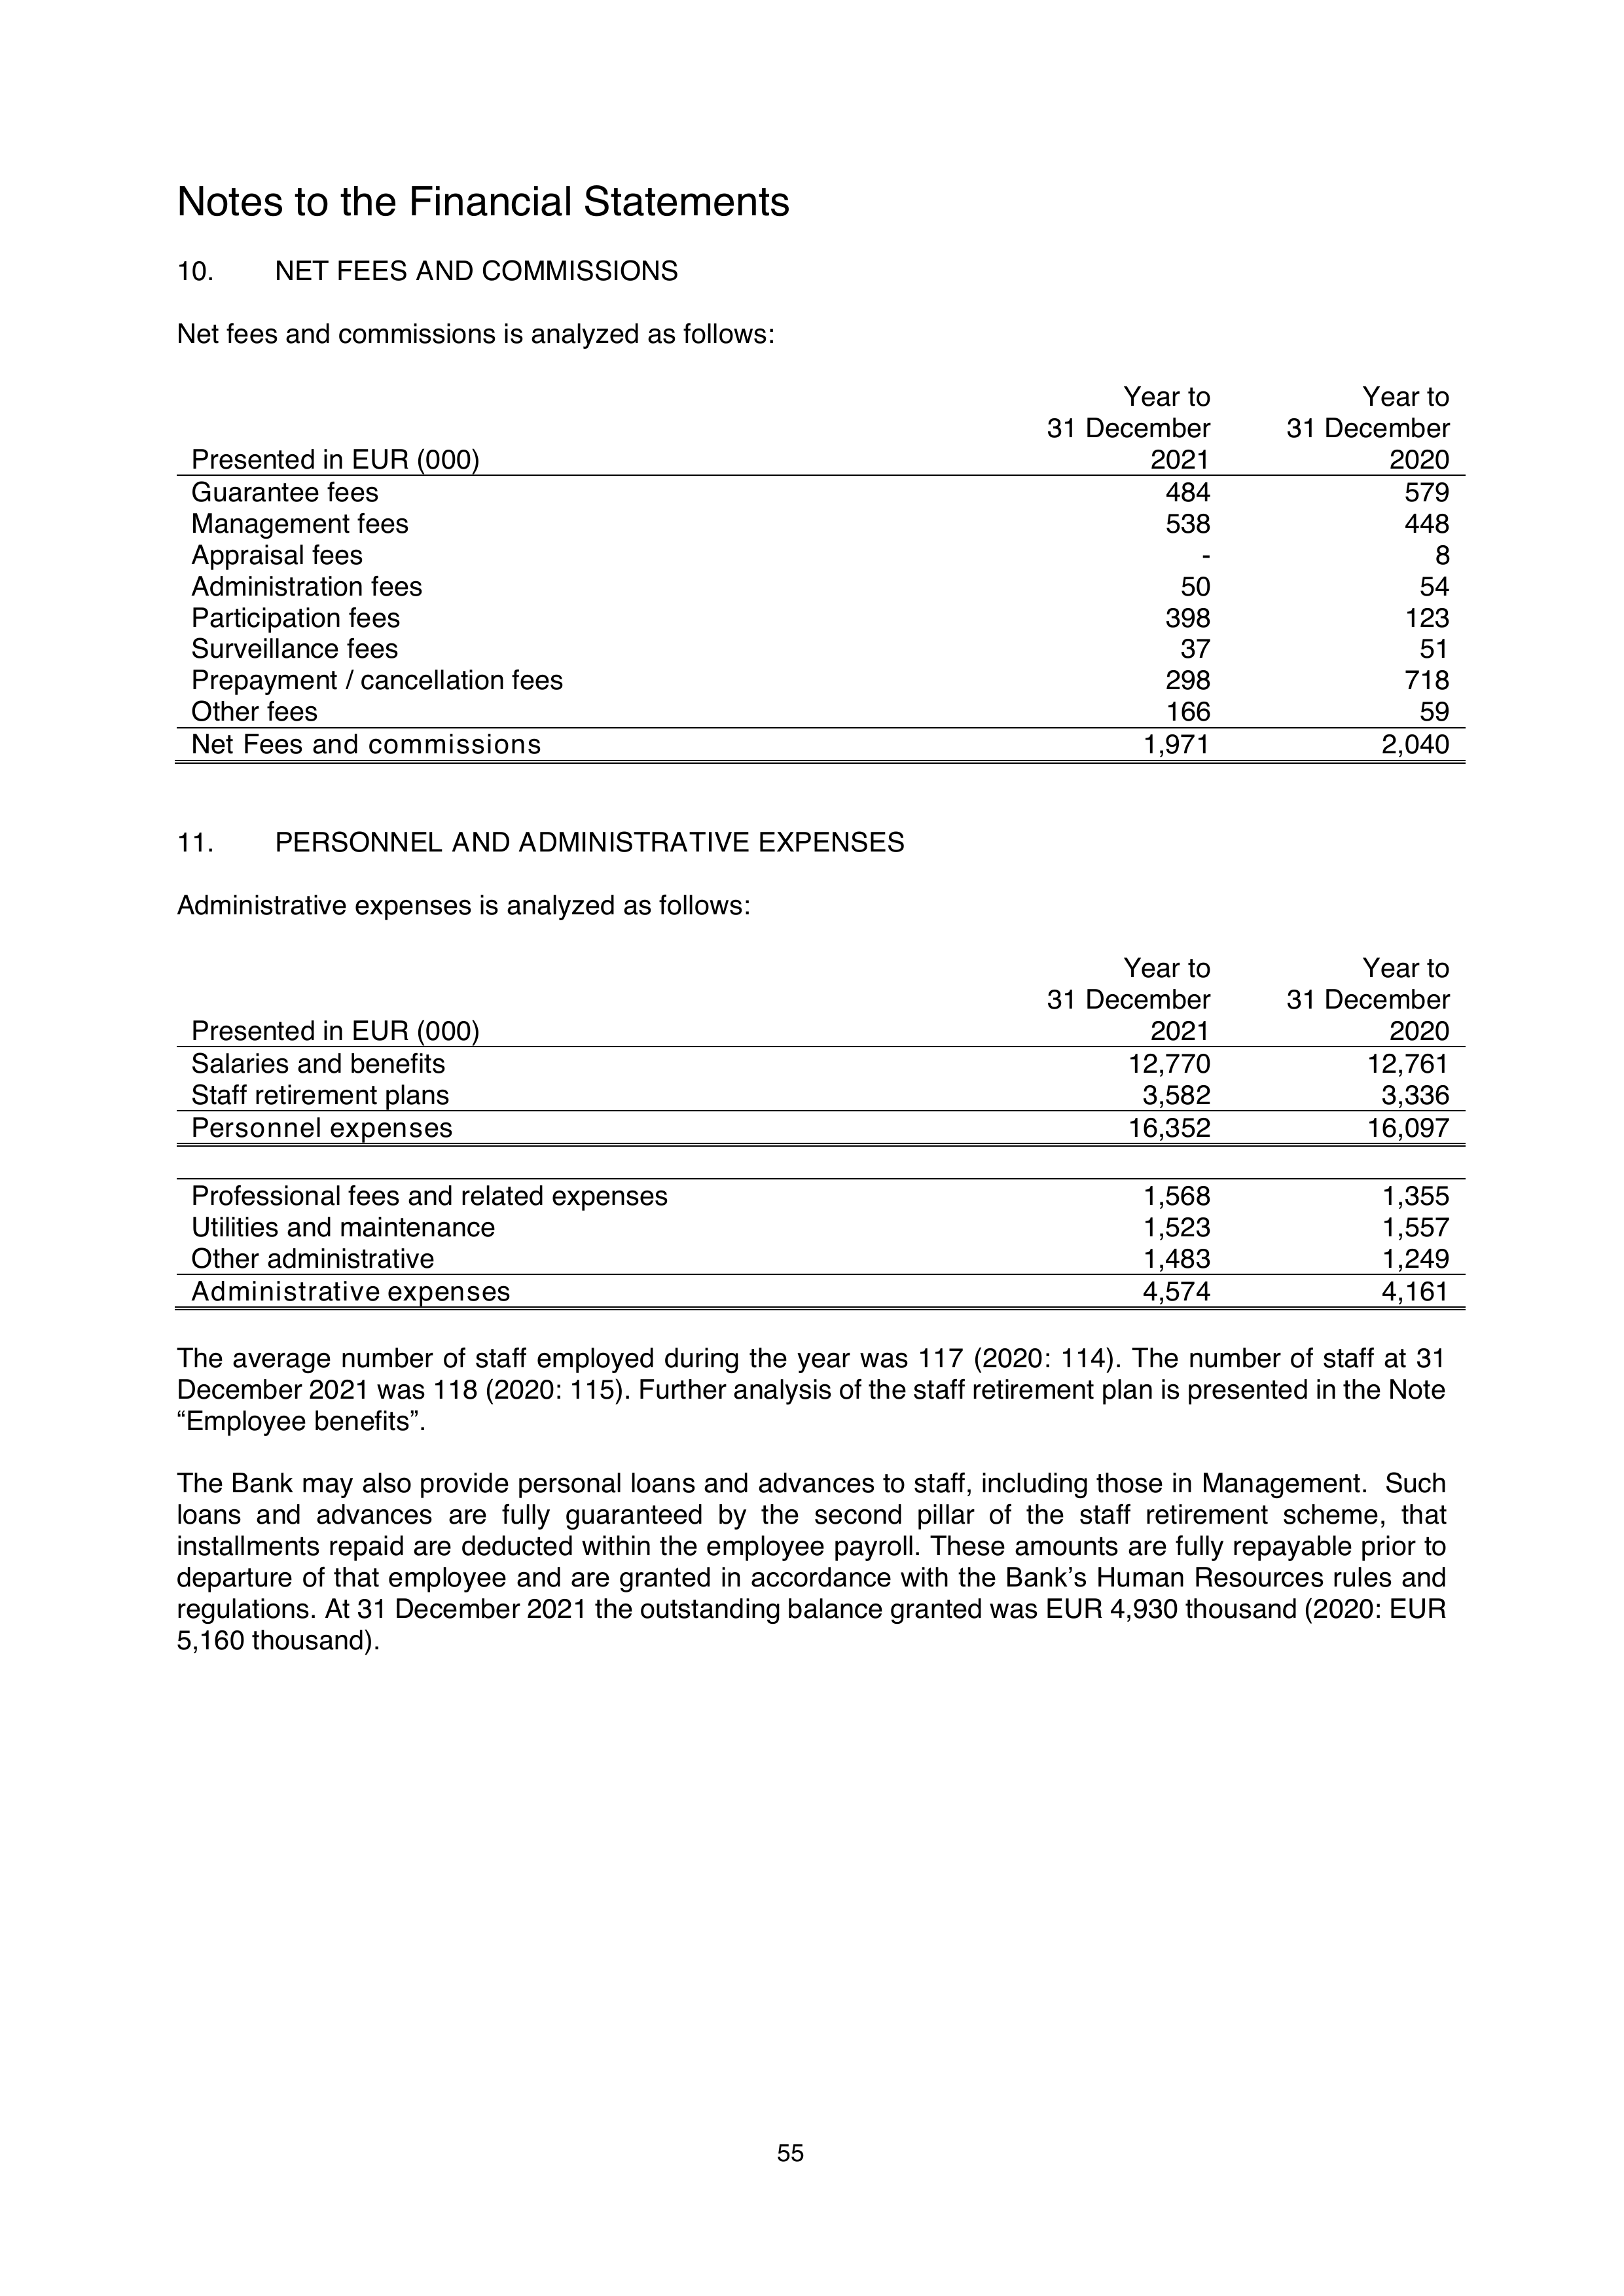 Notes to the Financial Statements
10. NET FEES AND COMMISSIONS
Net fees and commissions is analyzed as follows:
Year to Year to
31 December 31 December
Presented in EUR (000) 2021 2020
Guarantee fees 484 579
Management fees 538 448
Appraisal fees - 8
Administration fees 50 54
Participation fees 398 123
Surveillance fees 37 51
Prepayment / cancellation fees 298 718
Other fees 166 59
Net Fees and commissions 1,971 2,040
11. PERSONNEL AND ADMINISTRATIVE EXPENSES
Administrative expenses is analyzed as follows:
Year to Year to
31 December 31 December
Presented in EUR (000) 2021 2020
Salaries and benefits 12,770 12,761
Staff retirement plans 3,582 3,336
Personnel expenses 16,352 16,097
Professional fees and related expenses 1,568 1,355
Utilities and maintenance 1,523 1,557
Other administrative 1,483 1,249
Administrative expenses 4,574 4,161
The average number of staff employed during the year was 117 (2020: 114). The number of staff at 31
December 2021 was 118 (2020: 115). Further analysis of the staff retirement plan is presented in the Note
“Employee benefits”.
The Bank may also provide personal loans and advances to staff, including those in Management. Such
loans and advances are fully guaranteed by the second pillar of the staff retirement scheme, that
installments repaid are deducted within the employee payroll. These amounts are fully repayable prior to
departure of that employee and are granted in accordance with the Bank’s Human Resources rules and
regulations. At 31 December 2021 the outstanding balance granted was EUR 4,930 thousand (2020: EUR
5,160 thousand).
55